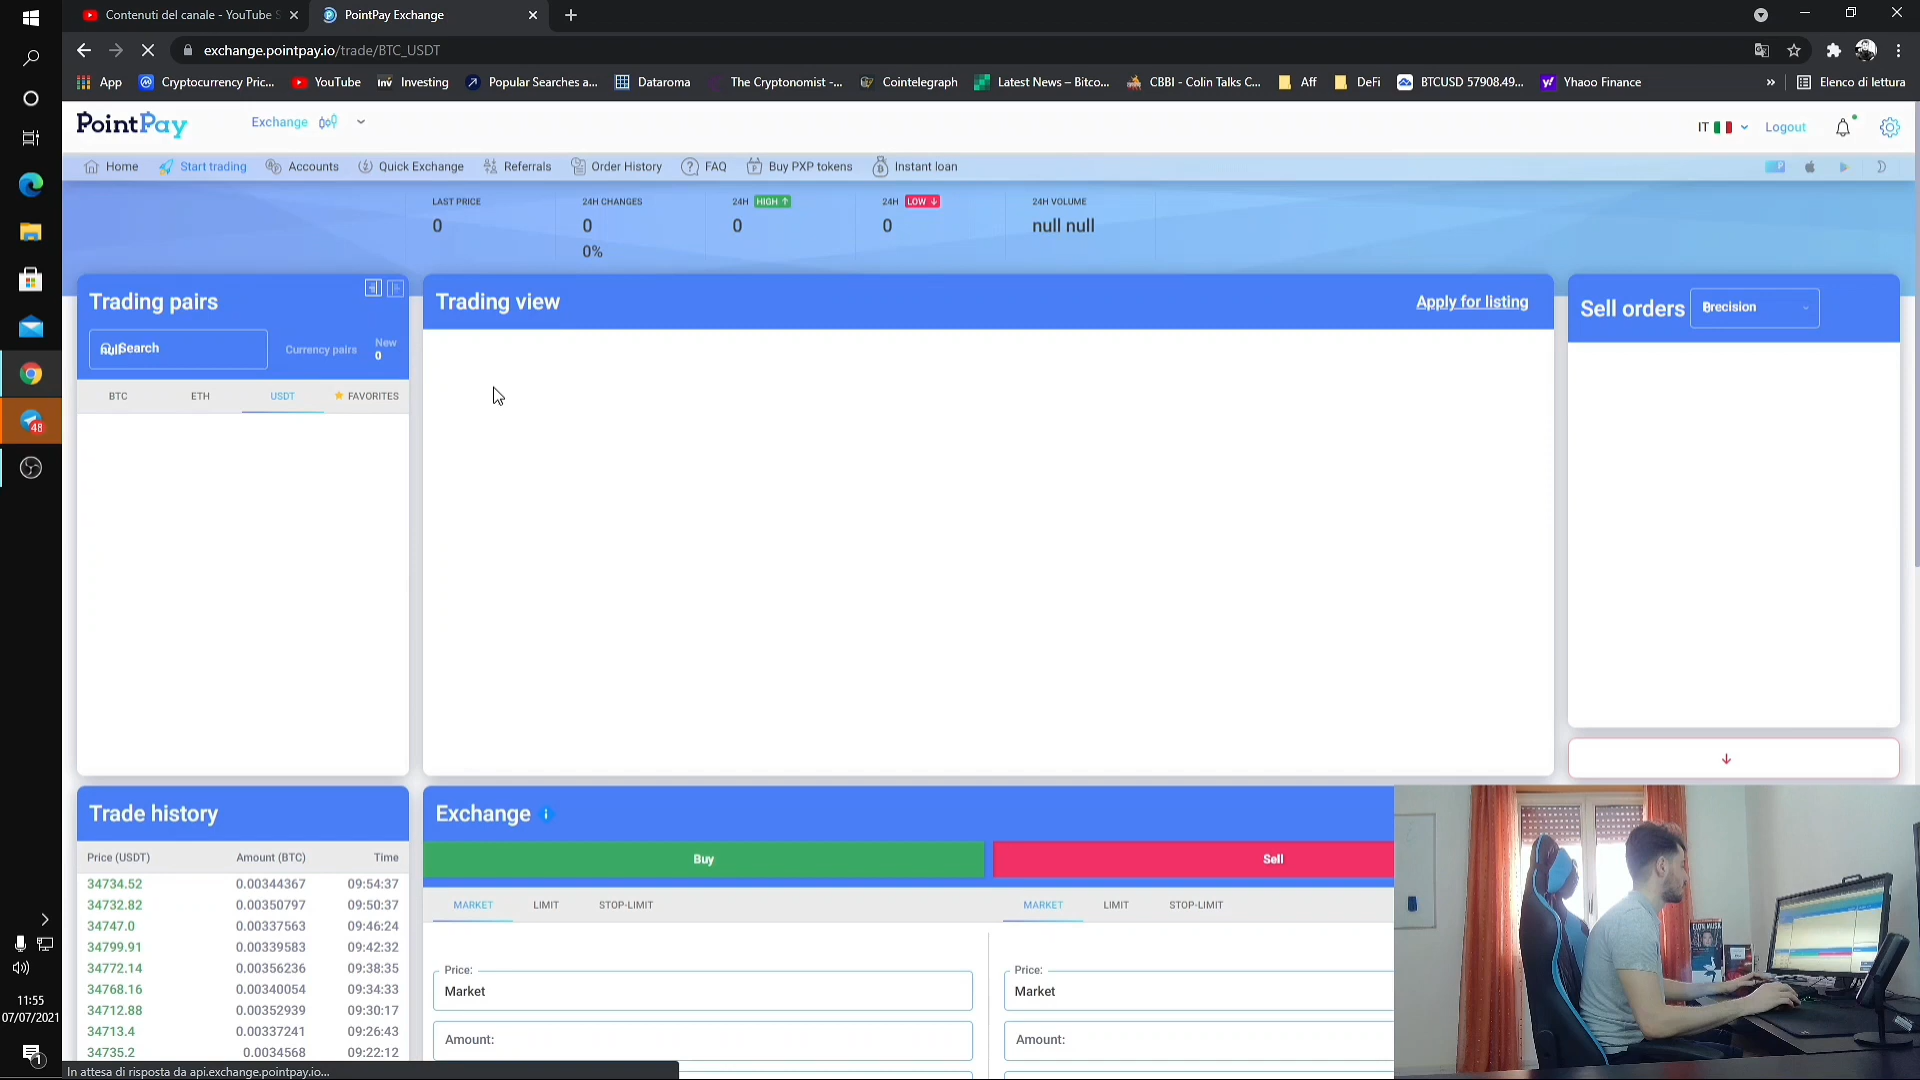 Contenuti del canale - YouTube S
PointPay Exchange
exchange.pointpay.io/trade/BTC_USDT
App
Cryptocurrency Pric...
YouTube
Investing
Popular Searches a...
Dataroma
The Cryptonomist -...
Cointelegraph
Latest News – Bitco...
CBBI - Colin Talks C...
Aff
DeFi
BTCUSD 57908.49...
Yhaoo Finance
»
Elenco di lettura
PointPay
Exchange
IT
Logout
Home
Start trading
Accounts
Quick Exchange
Referrals
Order History
FAQ
Buy PXP tokens
Instant loan
LAST PRICE
0
24H CHANGES
0
0%
24H HIGH ↑
0
24H LOW ↓
0
24H VOLUME
null null
Trading pairs
Search
Currency pairs
New
0
BTC ETH USDT FAVORITES
Trading view
Apply for listing
Sell orders
Precision
↓
Trade history
Price (USDT) Amount (BTC) Time
34734.52 0.00344367 09:54:37
34732.82 0.00350797 09:50:37
34747.0 0.00337563 09:46:24
34799.91 0.00339583 09:42:32
34772.14 0.00356236 09:38:35
34768.16 0.00340054 09:34:33
34712.88 0.00352939 09:30:17
34713.4 0.00337241 09:26:43
34735.2 0.0034568 09:22:12
Exchange i
Buy
Sell
MARKET LIMIT STOP-LIMIT
MARKET LIMIT STOP-LIMIT
Price:
Market
Amount:
Price:
Market
Amount:
ELON MUSK
48
11:55
07/07/2021
1
In attesa di risposta da api.exchange.pointpay.io...